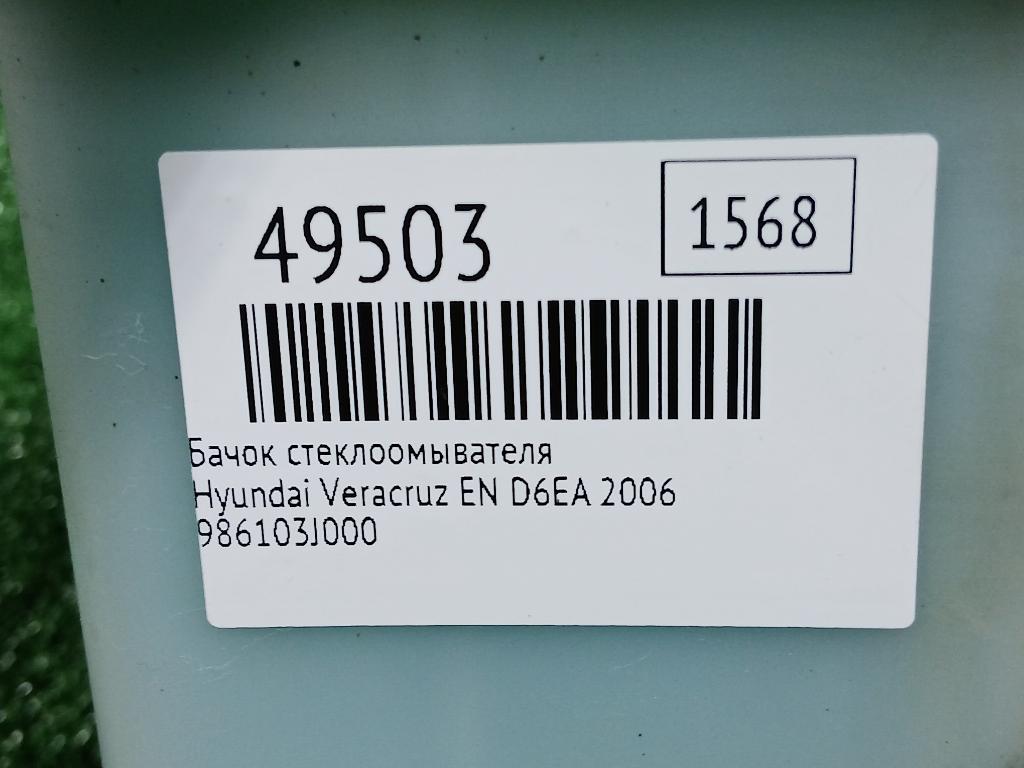 49503
1568
Бачок стеклоомывателя
Hyundai Veracruz EN D6EA 2006
986103J000